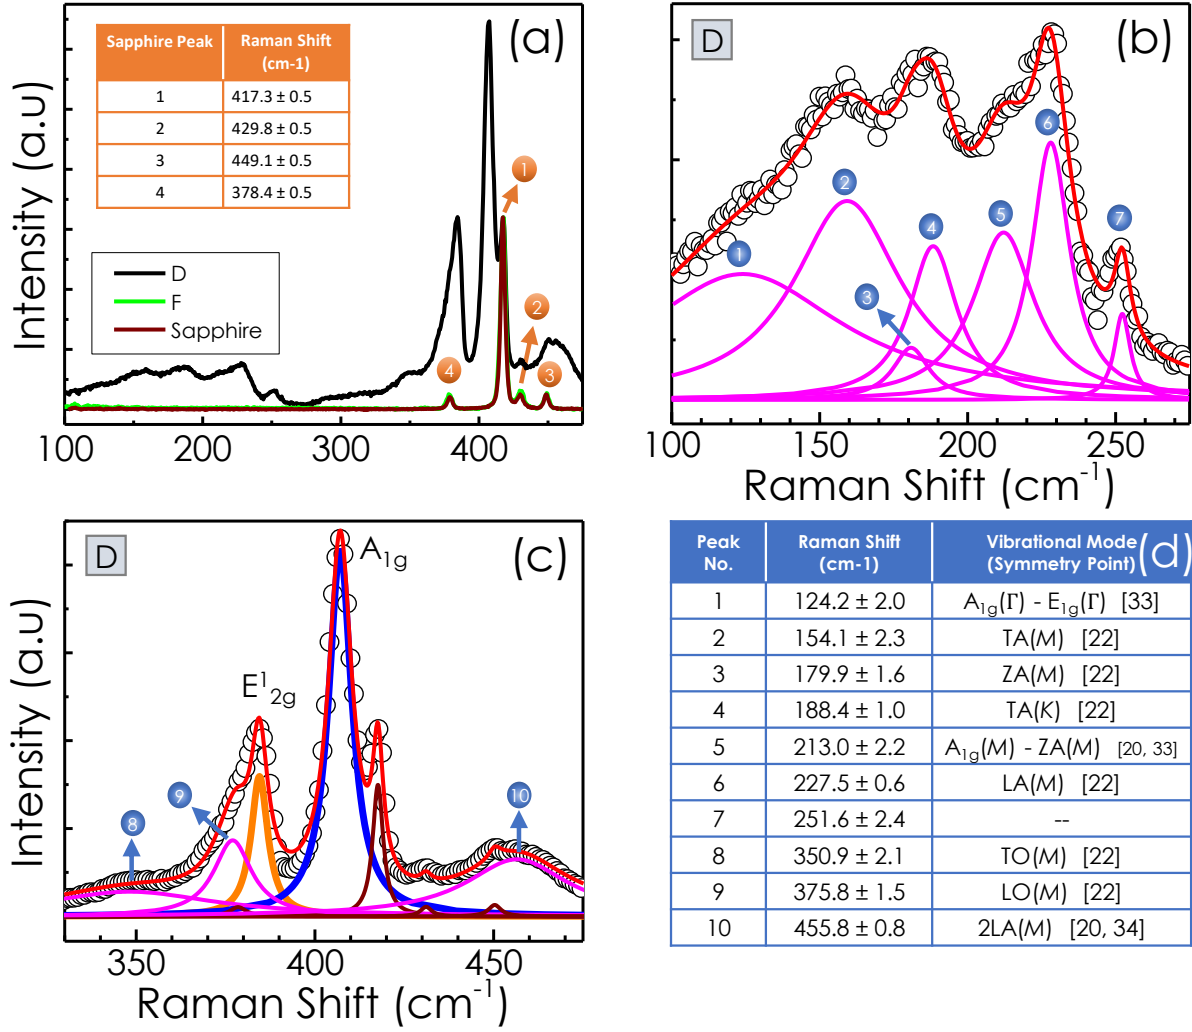 (a)
Sapphire Peak Raman Shift (cm-1)
1 417.3 ± 0.5
2 429.8 ± 0.5
3 449.1 ± 0.5
4 378.4 ± 0.5
D
F
Sapphire
1
2
3
4
Intensity (a.u)
100 200 300 400
Raman Shift (cm-1)
D
(b)
1
2
3
4
5
6
7
100 150 200 250
Raman Shift (cm-1)
D
(c)
A1g
E12g
8
9
10
Intensity (a.u)
350 400 450
Raman Shift (cm-1)
(d)
Peak No. Raman Shift (cm-1) Vibrational Mode (Symmetry Point)
1 124.2 ± 2.0 A1g(Γ) - E1g(Γ) [33]
2 154.1 ± 2.3 TA(M) [22]
3 179.9 ± 1.6 ZA(M) [22]
4 188.4 ± 1.0 TA(K) [22]
5 213.0 ± 2.2 A1g(M) - ZA(M) [20, 33]
6 227.5 ± 0.6 LA(M) [22]
7 251.6 ± 2.4 --
8 350.9 ± 2.1 TO(M) [22]
9 375.8 ± 1.5 LO(M) [22]
10 455.8 ± 0.8 2LA(M) [20, 34]